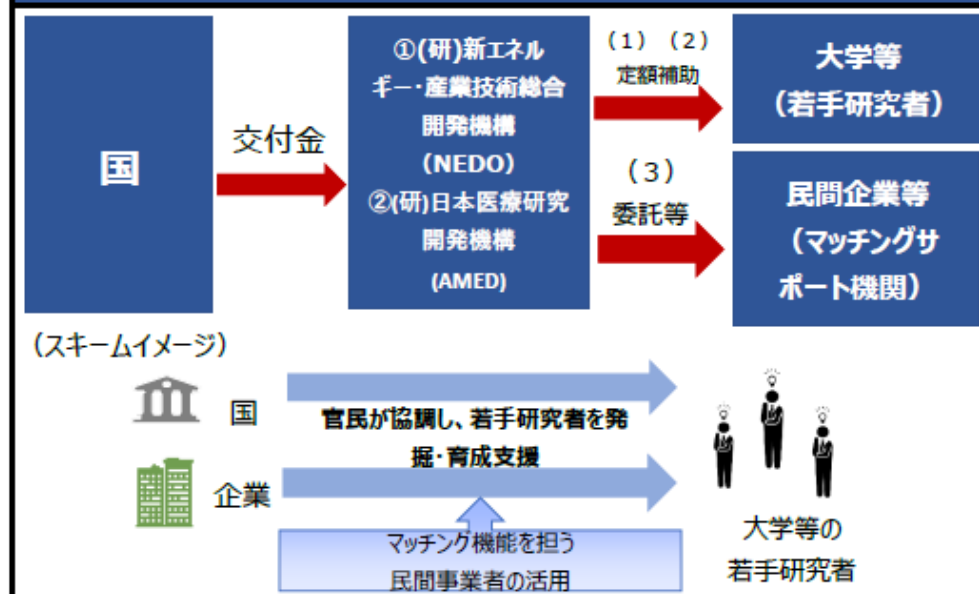 国
交付金
①(研)新エネル
ギー・産業技術総合
開発機構
(NEDO)
②(研)日本医療研究
開発機構
(AMED)
(1) (2)
定額補助
大学等
(若手研究者)
(3)
委託等
民間企業等
(マッチングサ
ポート機関)
(スキームイメージ)
国
官民が協調し、若手研究者を発
掘・育成支援
企業
マッチング機能を担う
民間事業者の活用
大学等の
若手研究者